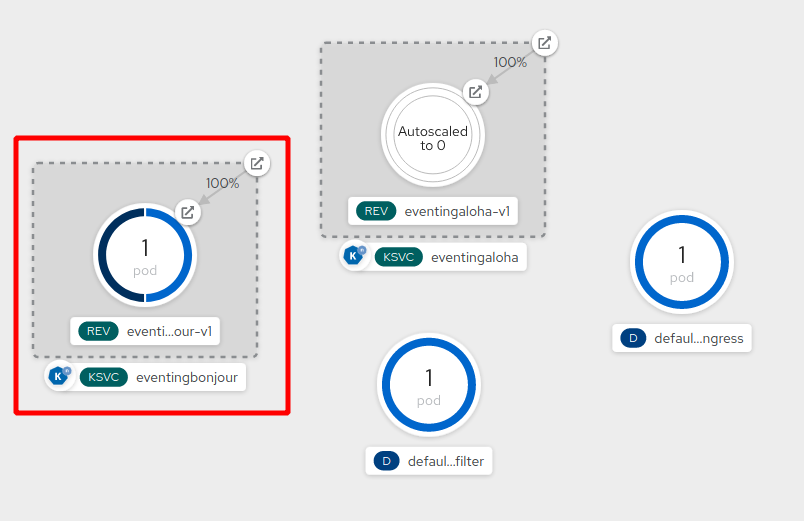 100%
1
pod
REV eventi...our-v1
K
KSVC eventingbonjour
100%
Autoscaled
to 0
REV eventingaloha-v1
K
KSVC eventingaloha
1
pod
D defaul...filter
1
pod
D defaul...ngress